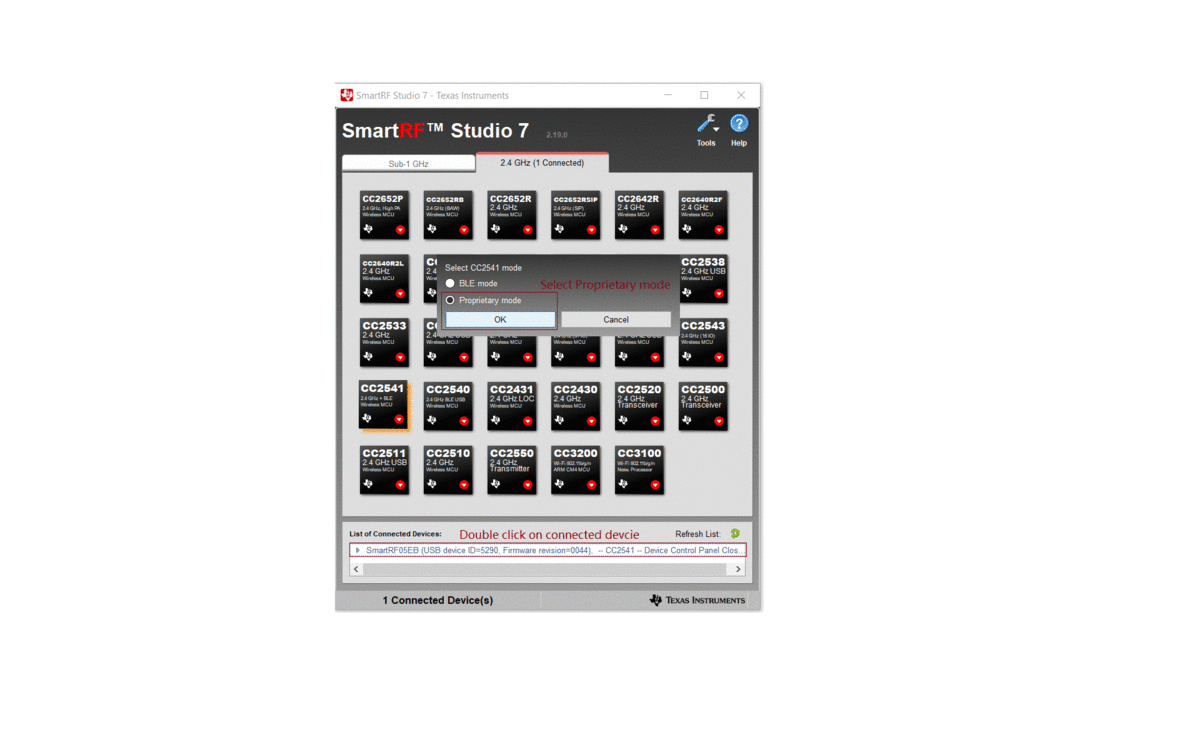 SmartRF Studio 7 - Texas Instruments
SmartRF™ Studio 7 2.19.0
Tools Help
Sub-1 GHz 2.4 GHz (1 Connected)
CC2652P
2.4 GHz, High PA
Wireless MCU
CC2652RB
2.4 GHz (BAW)
Wireless MCU
CC2652R
2.4 GHz
Wireless MCU
CC2652RSIP
2.4 GHz (SIP)
Wireless MCU
CC2642R
2.4 GHz
Wireless MCU
CC2640R2F
2.4 GHz
Wireless MCU
CC2640R2L
2.4 GHz
Wireless MCU
Select CC2541 mode
BLE mode
Select Proprietary mode
Proprietary mode
OK Cancel
CC2538
2.4 GHz USB
Wireless MCU
CC2533
2.4 GHz
Wireless MCU
Wireless MCU
Wireless MCU
Wireless MCU
Wireless MCU
CC2543
2.4 GHz (16 IO)
Wireless MCU
CC2541
2.4 GHz + BLE
Wireless MCU
CC2540
2.4 GHz BLE USB
Wireless MCU
CC2431
2.4 GHz LOC
Wireless MCU
CC2430
2.4 GHz
Wireless MCU
CC2520
2.4 GHz
Transceiver
CC2500
2.4 GHz
Transceiver
CC2511
2.4 GHz USB
Wireless MCU
CC2510
2.4 GHz
Wireless MCU
CC2550
2.4 GHz
Transmitter
CC3200
Wi-Fi 802.11b/g/n
ARM CM4 MCU
CC3100
Wi-Fi 802.11b/g/n
Netw. Processor
List of Connected Devices: Double click on connected devcie Refresh List:
SmartRF05EB (USB device ID=5290, Firmware revision=0044), -- CC2541 -- Device Control Panel Clos...
1 Connected Device(s) TEXAS INSTRUMENTS